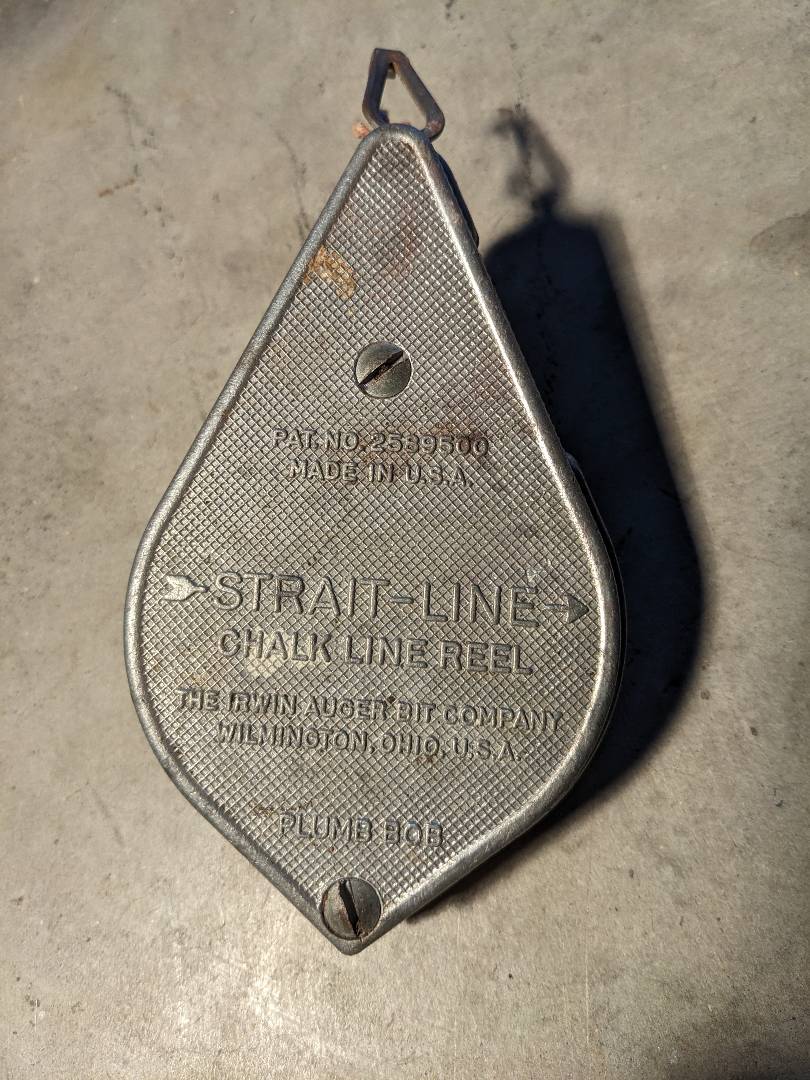 PAT. NO. 2589500
MADE IN U.S.A.
STRAIT-LINE
CHALK LINE REEL
THE IRWIN AUGER BIT COMPANY
WILMINGTON, OHIO, U.S.A.
PLUMB BOB